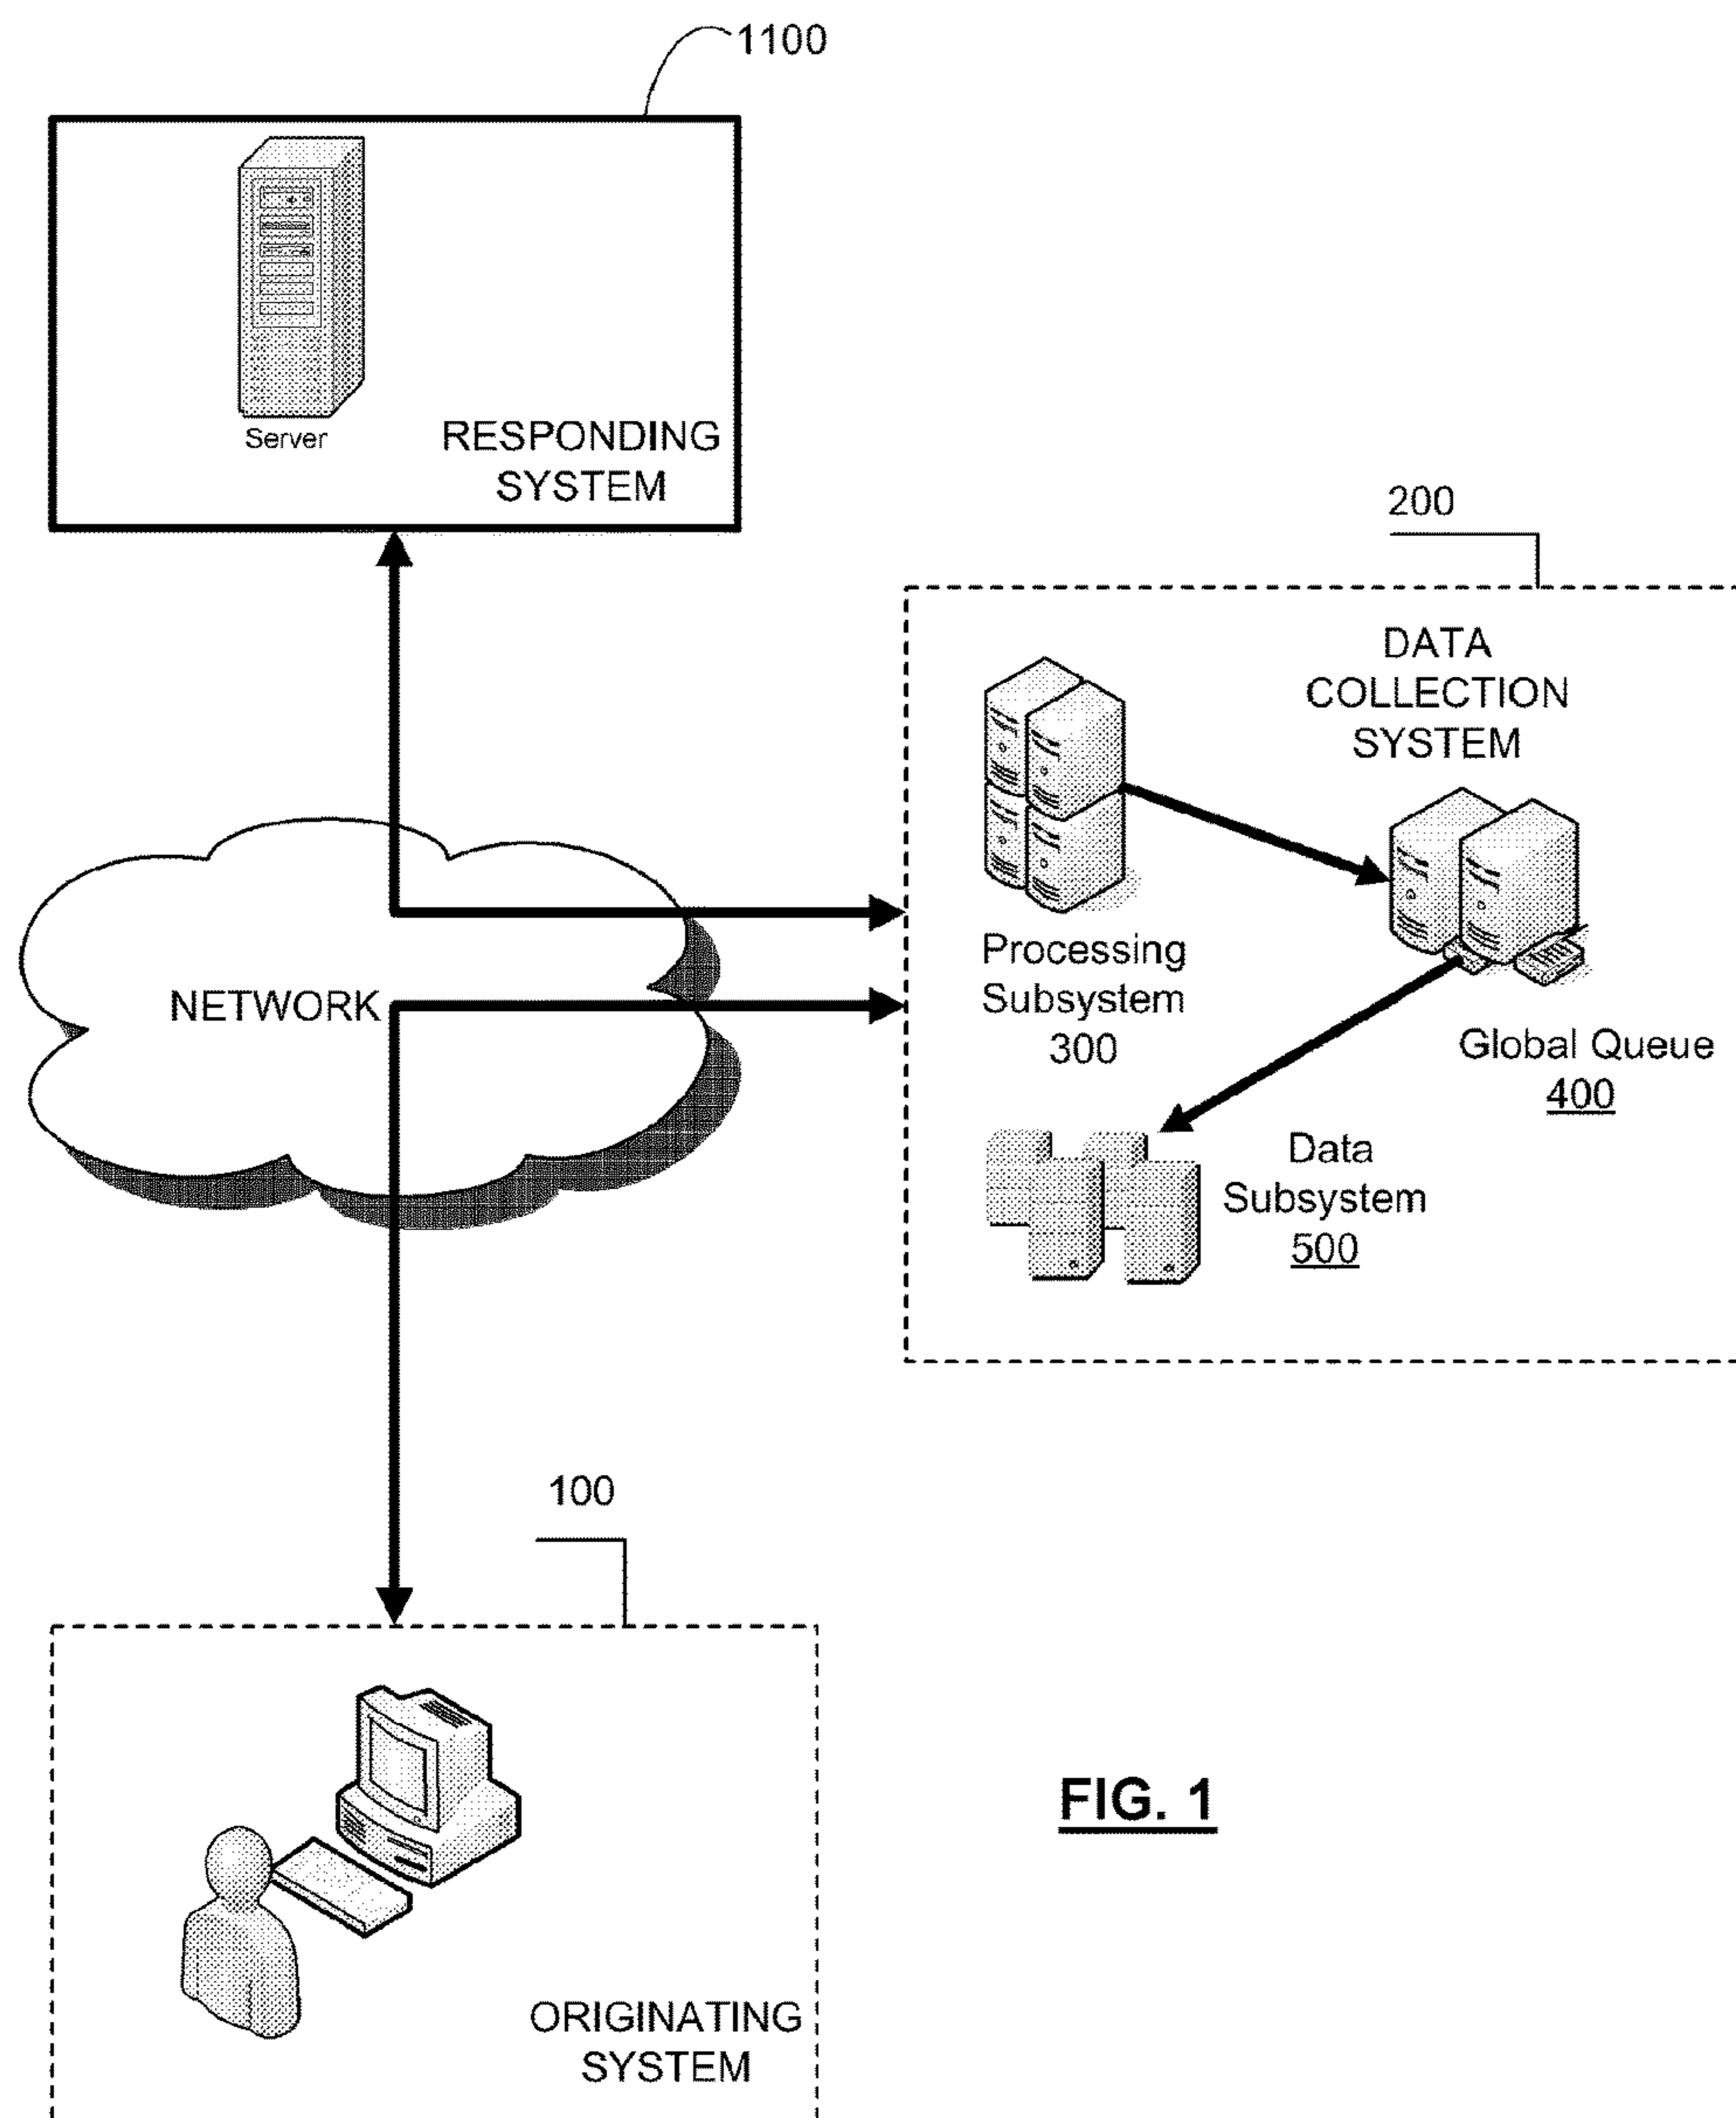 1100
Server
RESPONDING
SYSTEM
200
DATA
COLLECTION
SYSTEM
Processing
Subsystem
300
Global Queue
400
Data
Subsystem
500
NETWORK
100
ORIGINATING
SYSTEM
FIG. 1